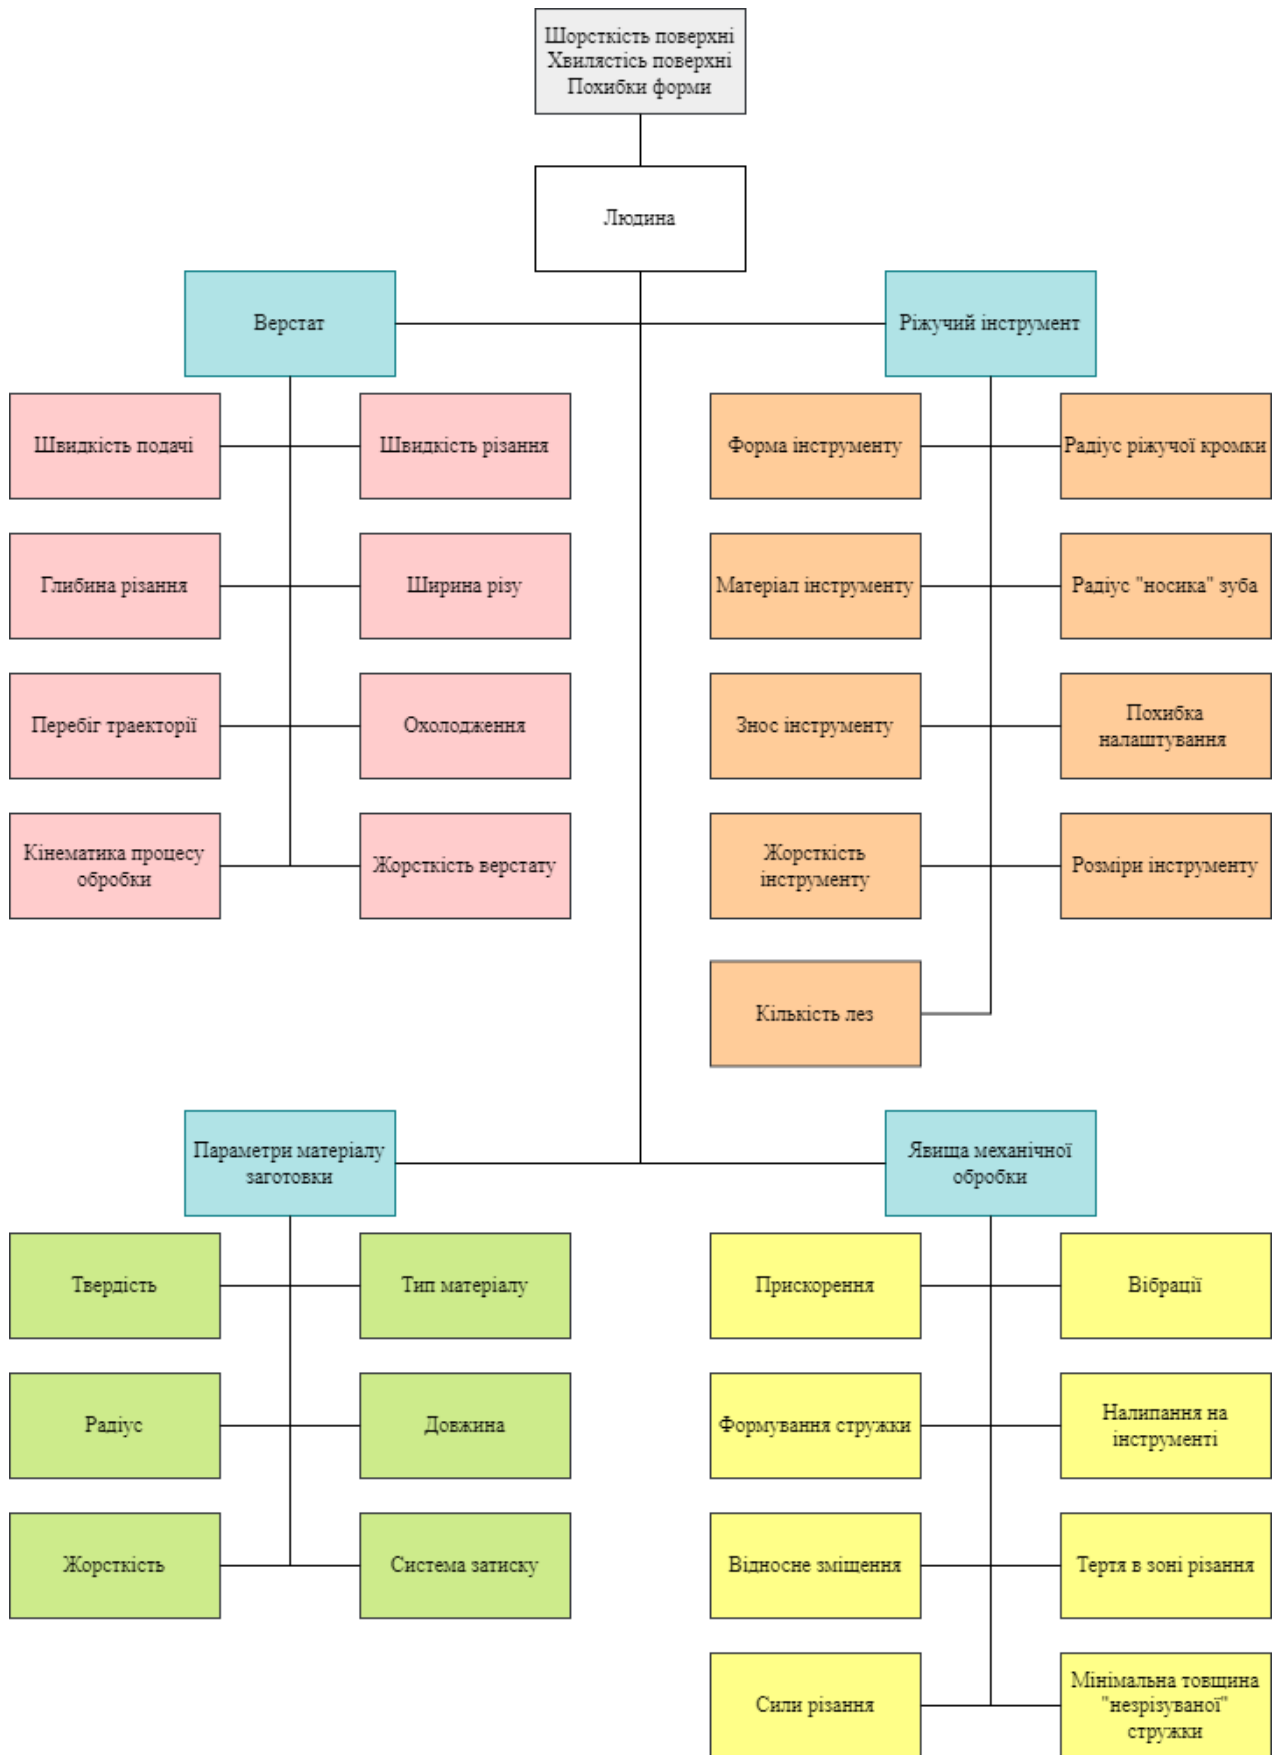 Шорсткість поверхні
Хвилястісь поверхні
Похибки форми
Людина
Верстат
Ріжучий інструмент
Швидкість подачі
Швидкість різання
Форма інструменту
Радіус ріжучої кромки
Глибина різання
Ширина різу
Матеріал інструменту
Радіус "носика" зуба
Перебіг траекторії
Охолодження
Знос інструменту
Похибка
налаштування
Кінематика процесу
обробки
Жорсткість верстату
Жорсткість
інструменту
Розміри інструменту
Кількість лез
Параметри матеріалу
заготовки
Явища механічної
обробки
Твердість
Тип матеріалу
Прискорення
Вібрації
Радіус
Довжина
Формування стружки
Налипання на
інструменті
Жорсткість
Система затиску
Відносне зміщення
Тертя в зоні різання
Сили різання
Мінімальна товщина
"незрізуваної"
стружки